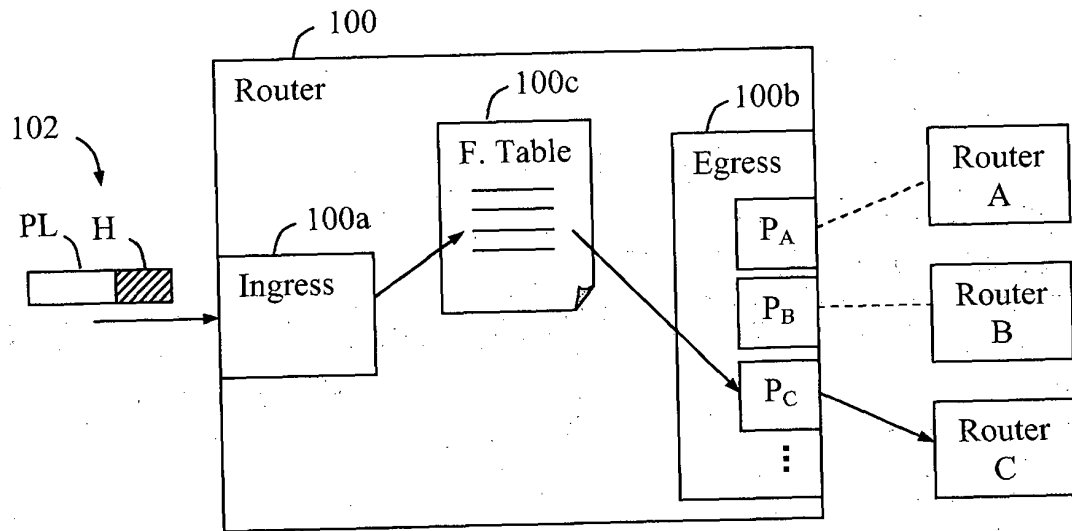 100
Router
100c
100b
102
F. Table
Egress
Router
A
PL
H
100a
PA
Ingress
PB
Router
B
PC
Router
C